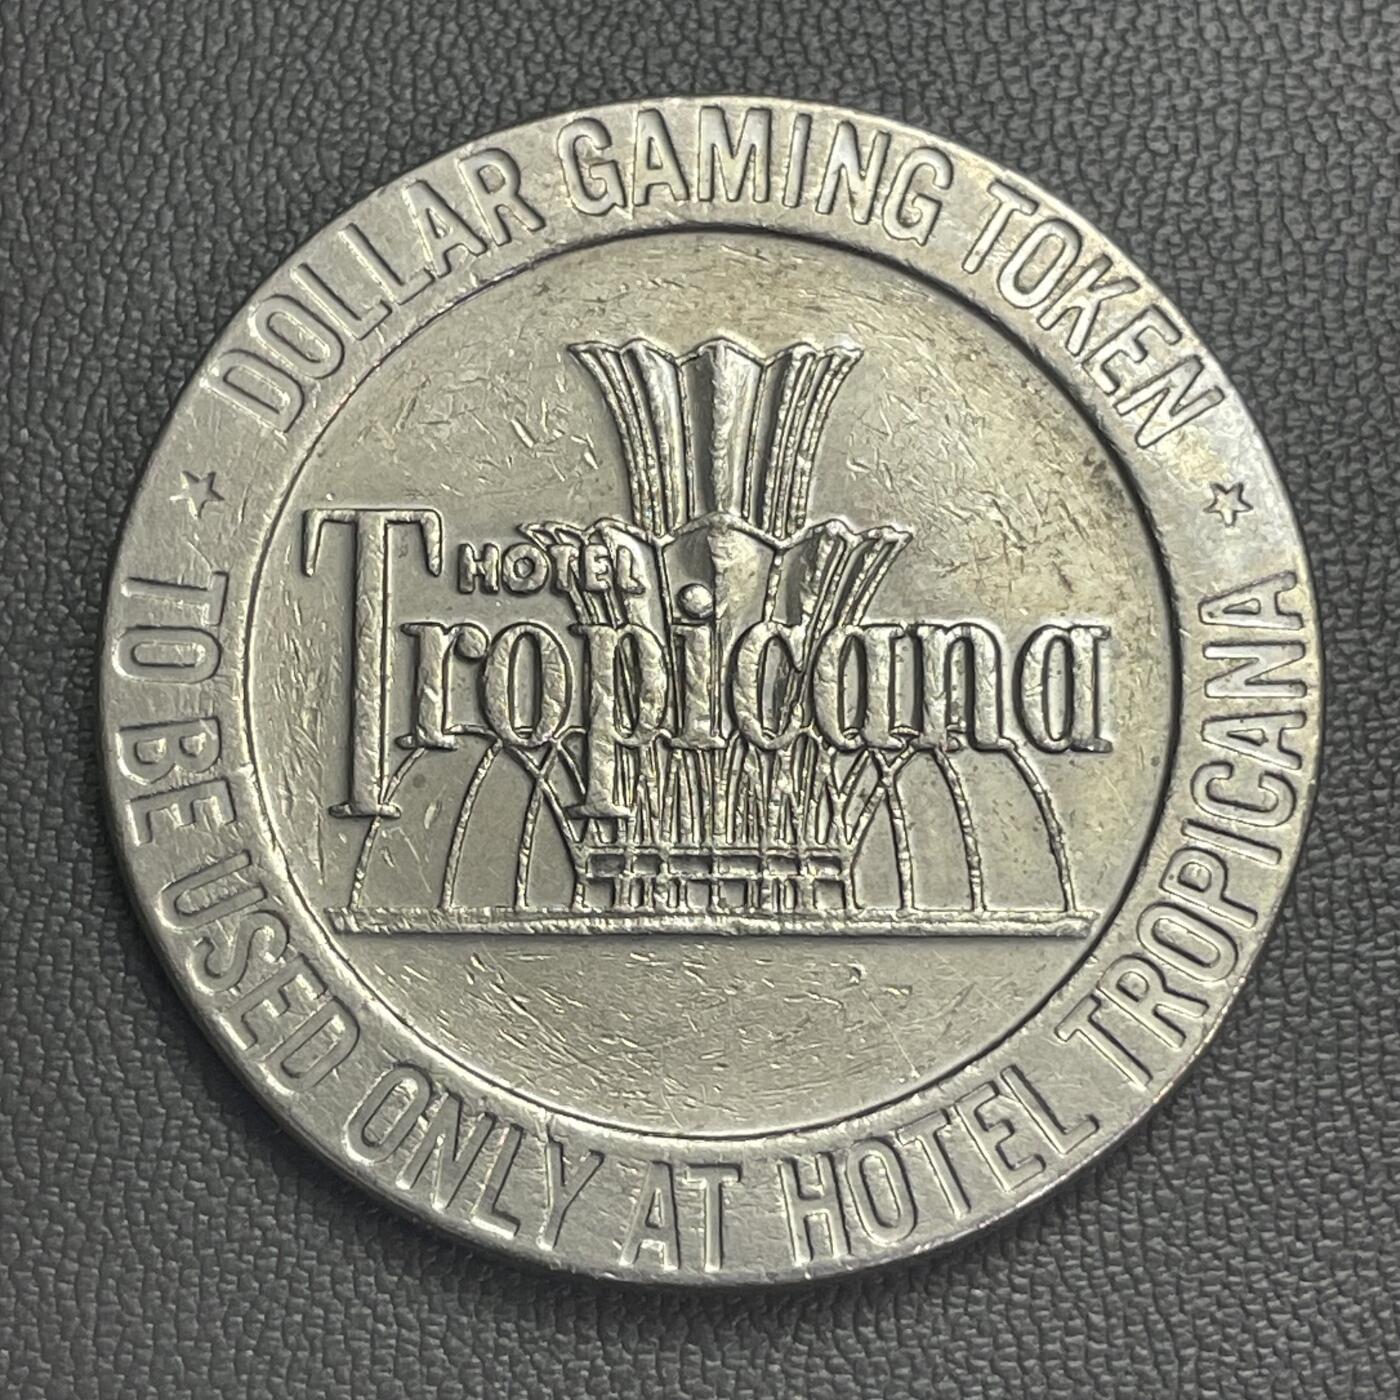 DOLLAR GAMING TOKEN
HOTEL
Tropicana
TO BE USED ONLY AT HOTEL TROPICANA